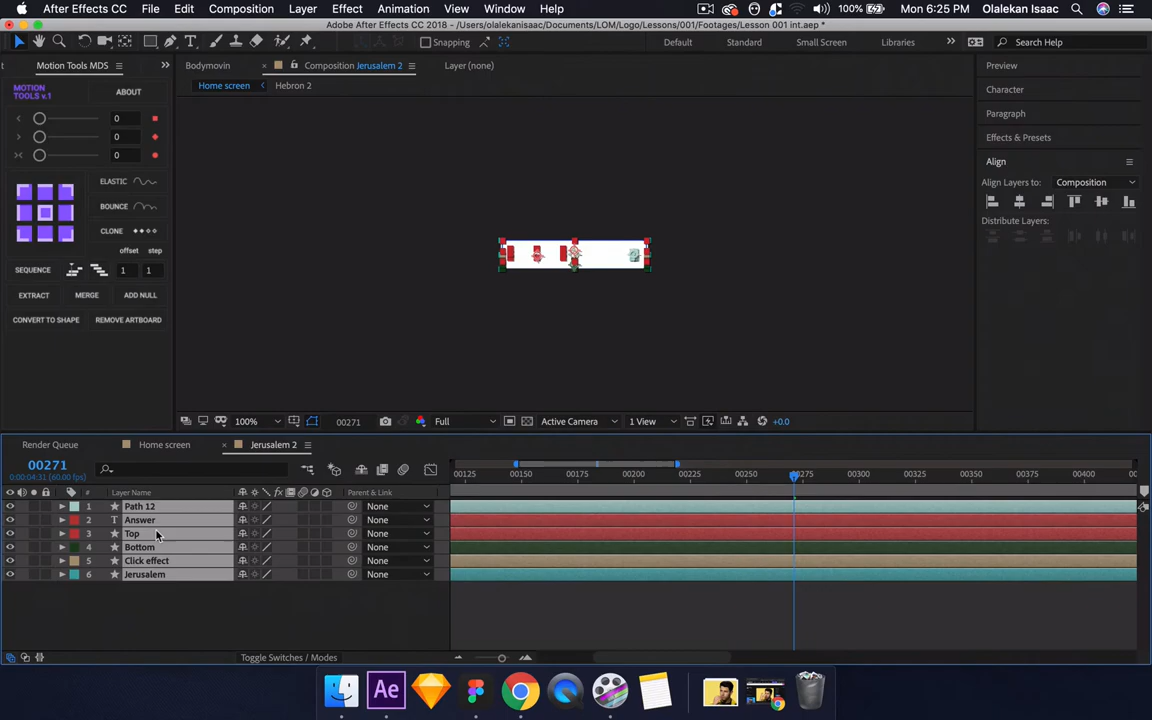 After Effects CC File Edit Composition Layer Effect Animation View Window Help 100% Mon 6:25 PM Olalekan Isaac
Adobe After Effects CC 2018 - /Users/olalekanisaac/Documents/LOM/Logo/Lessons/001/Footages/Lesson 001 int.aep *
Snapping Default Standard Small Screen Libraries Search Help
Motion Tools MDS Bodymovin Composition Jerusalem 2 Layer (none) Preview
Home screen Hebron 2 Character
MOTION TOOLS v.1 ABOUT
Paragraph
0
Effects & Presets
0
0
Align
ELASTIC
Align Layers to: Composition
BOUNCE
CLONE
Distribute Layers:
offset step
SEQUENCE 1 1
EXTRACT MERGE ADD NULL
CONVERT TO SHAPE REMOVE ARTBOARD
100% 00271 Full Active Camera 1 View +0.0
Render Queue Home screen Jerusalem 2
00271
0:00:04:31 (60.00 fps)
00125 00150 00175 00200 00225 00250 00275 00300 00325 00350 00375 00400
# Layer Name fx Parent & Link
1 Path 12 None
2 T Answer None
3 Top None
4 Bottom None
5 Click effect None
6 Jerusalem None
Toggle Switches / Modes
Ae